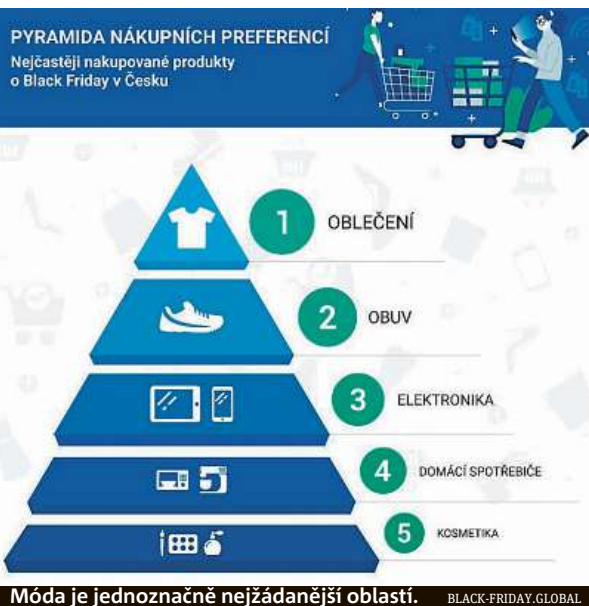 PYRAMIDA NÁKUPNÍCH PREFERENCÍ
Nejčastěji nakupované produkty
o Black Friday v Česku
1 OBLEČENÍ
2 OBUV
3 ELEKTRONIKA
4 DOMÁCÍ SPOTŘEBIČE
5 KOSMETIKA
Móda je jednoznačně nejžádanější oblastí. BLACK-FRIDAY.GLOBAL